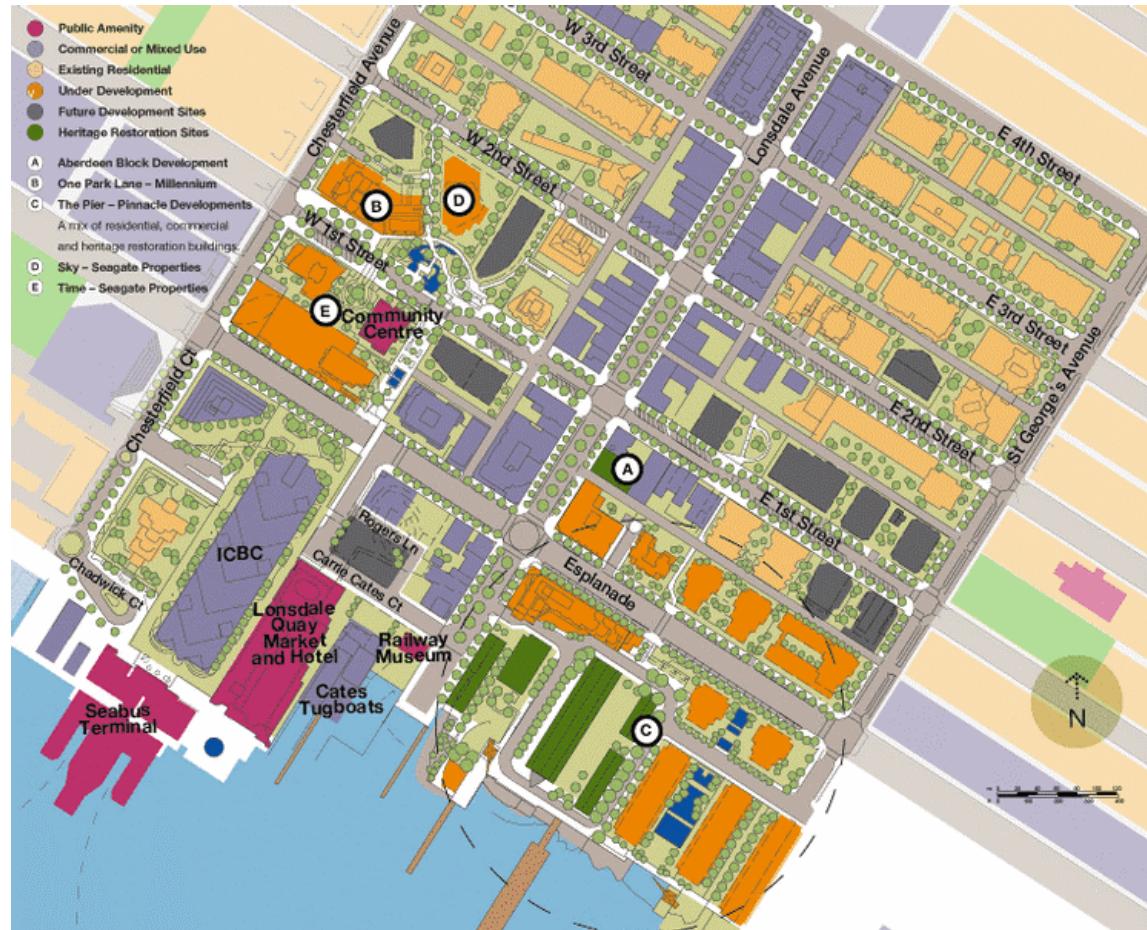 Public Amenity
Commercial or Mixed Use
Existing Residential
Under Development
Future Development Sites
Heritage Restoration Sites
A Aberdeen Block Development
B One Park Lane – Millennium
C The Pier – Pinnacle Developments
A mix of residential, commercial
and heritage restoration buildings.
D Sky – Seagate Properties
E Time – Seagate Properties
Chesterfield Avenue
W 3rd Street
Lonsdale Avenue
E 4th Street
W 2nd Street
B
D
W 1st Street
E
Community
Centre
E 3rd Street
St George's Avenue
E 2nd Street
Chesterfield Ct
A
E 1st Street
Rogers Ln
ICBC
Carrie Cates Ct
Esplanade
Chadwick Ct
Lonsdale
Quay
Market
and Hotel
Railway
Museum
Cates
Tugboats
Seabus
Terminal
C
N